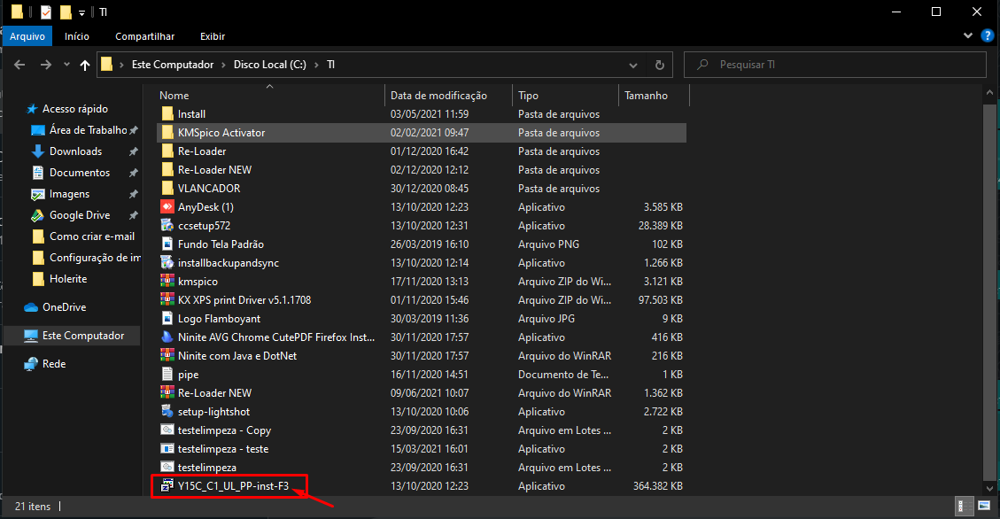 TI
Arquivo Início Compartilhar Exibir
Este Computador Disco Local (C:) TI Pesquisar TI
Nome Data de modificação Tipo Tamanho
Acesso rápido
Área de Trabalho
Downloads
Documentos
Imagens
Google Drive
Como criar e-mail
Configuração de im
Holerite
OneDrive
Este Computador
Rede
Install 03/05/2021 11:59 Pasta de arquivos
KMSpico Activator 02/02/2021 09:47 Pasta de arquivos
Re-Loader 01/12/2020 16:42 Pasta de arquivos
Re-Loader NEW 02/12/2020 12:12 Pasta de arquivos
VLANCADOR 30/12/2020 08:45 Pasta de arquivos
AnyDesk (1) 13/10/2020 12:23 Aplicativo 3.585 KB
ccsetup572 13/10/2020 12:31 Aplicativo 28.389 KB
Fundo Tela Padrão 26/03/2019 16:10 Arquivo PNG 102 KB
installbackupandsync 13/10/2020 12:14 Aplicativo 1.266 KB
kmspico 17/11/2020 13:13 Arquivo ZIP do Wi... 3.121 KB
KX XPS print Driver v5.1.1708 01/11/2020 15:46 Arquivo ZIP do Wi... 97.503 KB
Logo Flamboyant 30/03/2019 11:36 Arquivo JPG 9 KB
Ninite AVG Chrome CutePDF Firefox Inst... 30/11/2020 17:57 Aplicativo 416 KB
Ninite com Java e DotNet 30/11/2020 17:57 Arquivo do WinRAR 216 KB
pipe 16/11/2020 14:51 Documento de Te... 1 KB
Re-Loader NEW 09/06/2021 10:07 Arquivo do WinRAR 1.362 KB
setup-lightshot 13/10/2020 10:06 Aplicativo 2.722 KB
testelimpeza - Copy 23/09/2020 16:31 Arquivo em Lotes ... 2 KB
testelimpeza - teste 15/03/2021 16:01 Aplicativo 2 KB
testelimpeza 23/09/2020 16:31 Arquivo em Lotes ... 2 KB
Y15C_C1_UL_PP-inst-F3 13/10/2020 12:23 Aplicativo 364.382 KB
21 itens